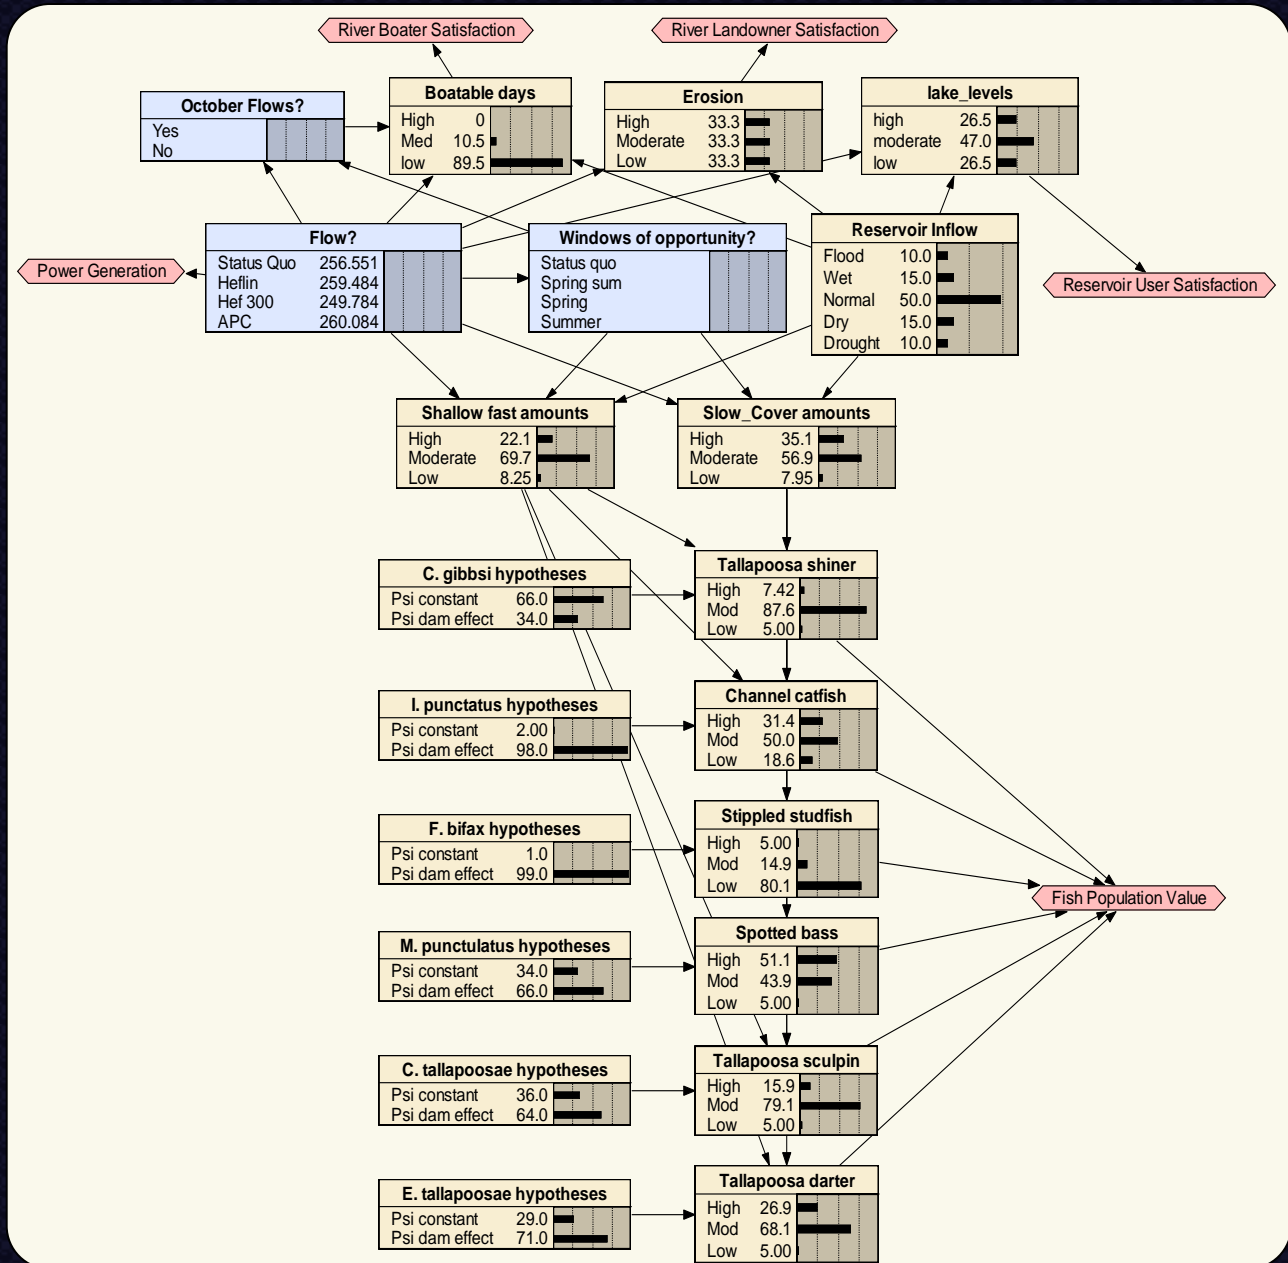 River Boater Satisfaction
River Landowner Satisfaction
October Flows?
Yes
No
Boatable days
High 0
Med 10.5
low 89.5
Erosion
High 33.3
Moderate 33.3
Low 33.3
lake_levels
high 26.5
moderate 47.0
low 26.5
Power Generation
Flow?
Status Quo 256.551
Heflin 259.484
Hef 300 249.784
APC 260.084
Windows of opportunity?
Status quo
Spring sum
Spring
Summer
Reservoir Inflow
Flood 10.0
Wet 15.0
Normal 50.0
Dry 15.0
Drought 10.0
Reservoir User Satisfaction
Shallow fast amounts
High 22.1
Moderate 69.7
Low 8.25
Slow_Cover amounts
High 35.1
Moderate 56.9
Low 7.95
C. gibbsi hypotheses
Psi constant 66.0
Psi dam effect 34.0
Tallapoosa shiner
High 7.42
Mod 87.6
Low 5.00
I. punctatus hypotheses
Psi constant 2.00
Psi dam effect 98.0
Channel catfish
High 31.4
Mod 50.0
Low 18.6
F. bifax hypotheses
Psi constant 1.0
Psi dam effect 99.0
Stippled studfish
High 5.00
Mod 14.9
Low 80.1
Fish Population Value
M. punctulatus hypotheses
Psi constant 34.0
Psi dam effect 66.0
Spotted bass
High 51.1
Mod 43.9
Low 5.00
C. tallapoosae hypotheses
Psi constant 36.0
Psi dam effect 64.0
Tallapoosa sculpin
High 15.9
Mod 79.1
Low 5.00
E. tallapoosae hypotheses
Psi constant 29.0
Psi dam effect 71.0
Tallapoosa darter
High 26.9
Mod 68.1
Low 5.00